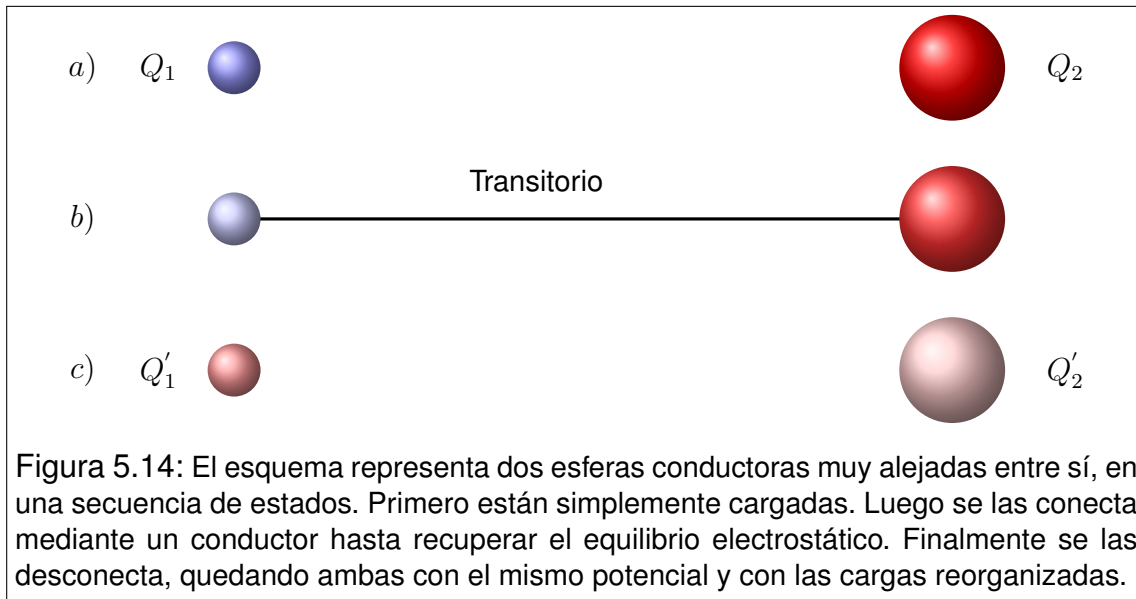 a) Q₁ Q₂
Transitorio
b)
c) Q₁' Q₂'
Figura 5.14: El esquema representa dos esferas conductoras muy alejadas entre sí, en
una secuencia de estados. Primero están simplemente cargadas. Luego se las conecta
mediante un conductor hasta recuperar el equilibrio electrostático. Finalmente se las
desconecta, quedando ambas con el mismo potencial y con las cargas reorganizadas.